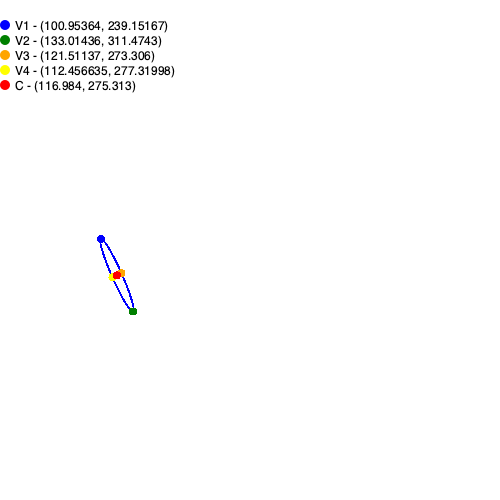 V1 - (100.95364, 239.15167)
V2 - (133.01436, 311.4743)
V3 - (121.51137, 273.306)
V4 - (112.456635, 277.31998)
C - (116.984, 275.313)